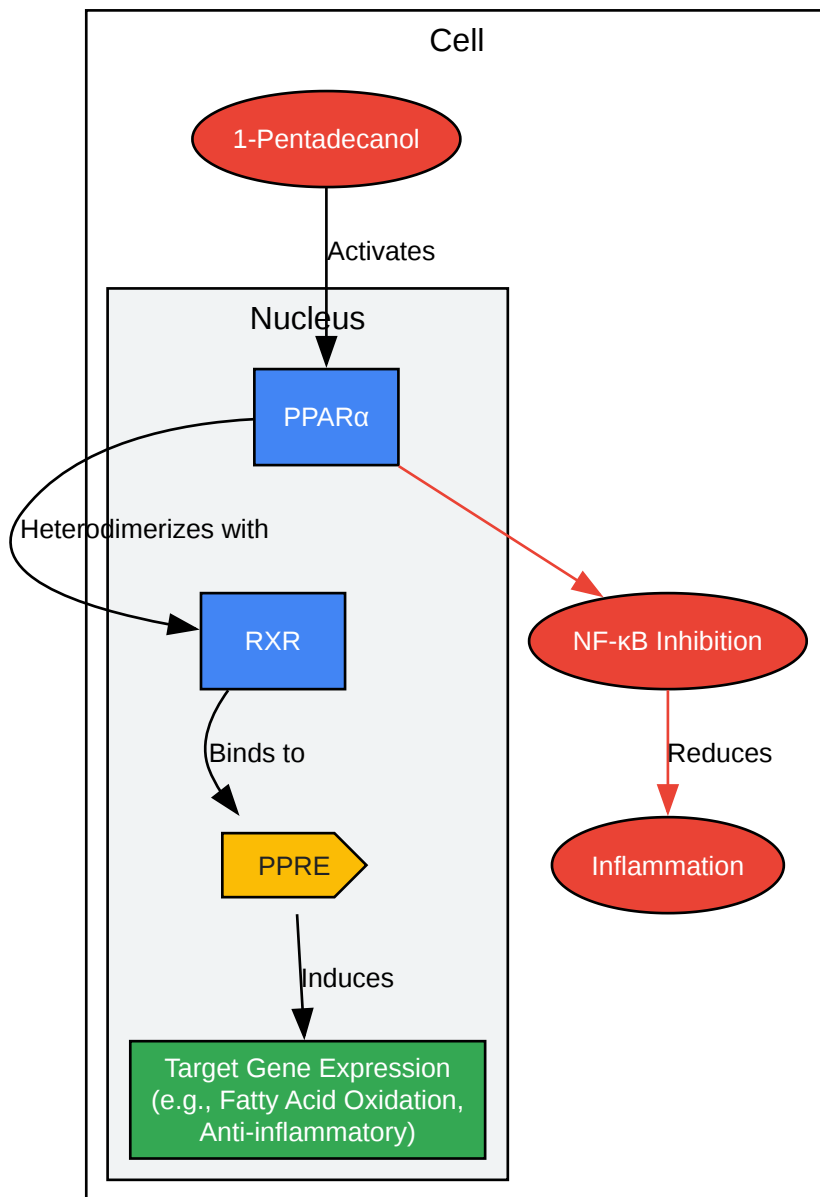 Cell
1-Pentadecanol
Activates
Nucleus
PPARα
Heterodimerizes with
RXR
NF-κB Inhibition
Binds to
Reduces
PPRE
Inflammation
Induces
Target Gene Expression
(e.g., Fatty Acid Oxidation,
Anti-inflammatory)